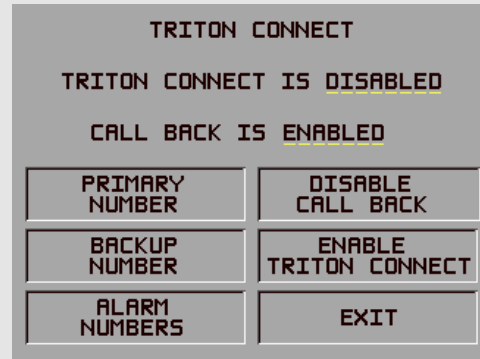 TRITON CONNECT
TRITON CONNECT IS DISABLED
CALL BACK IS ENABLED
PRIMARY
NUMBER
DISABLE
CALL BACK
BACKUP
NUMBER
ENABLE
TRITON CONNECT
ALARM
NUMBERS
EXIT